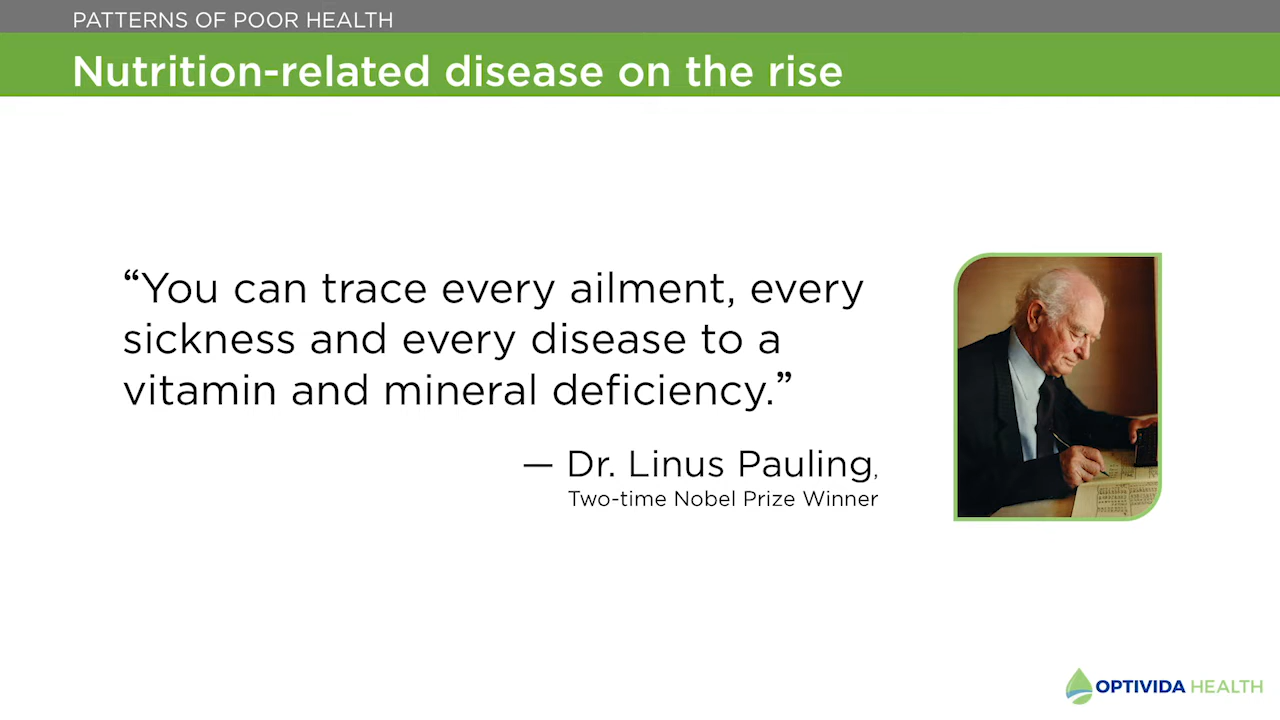 PATTERNS OF POOR HEALTH
Nutrition-related disease on the rise
“You can trace every ailment, every
sickness and every disease to a
vitamin and mineral deficiency.”
— Dr. Linus Pauling,
Two-time Nobel Prize Winner
OPTIVIDA HEALTH